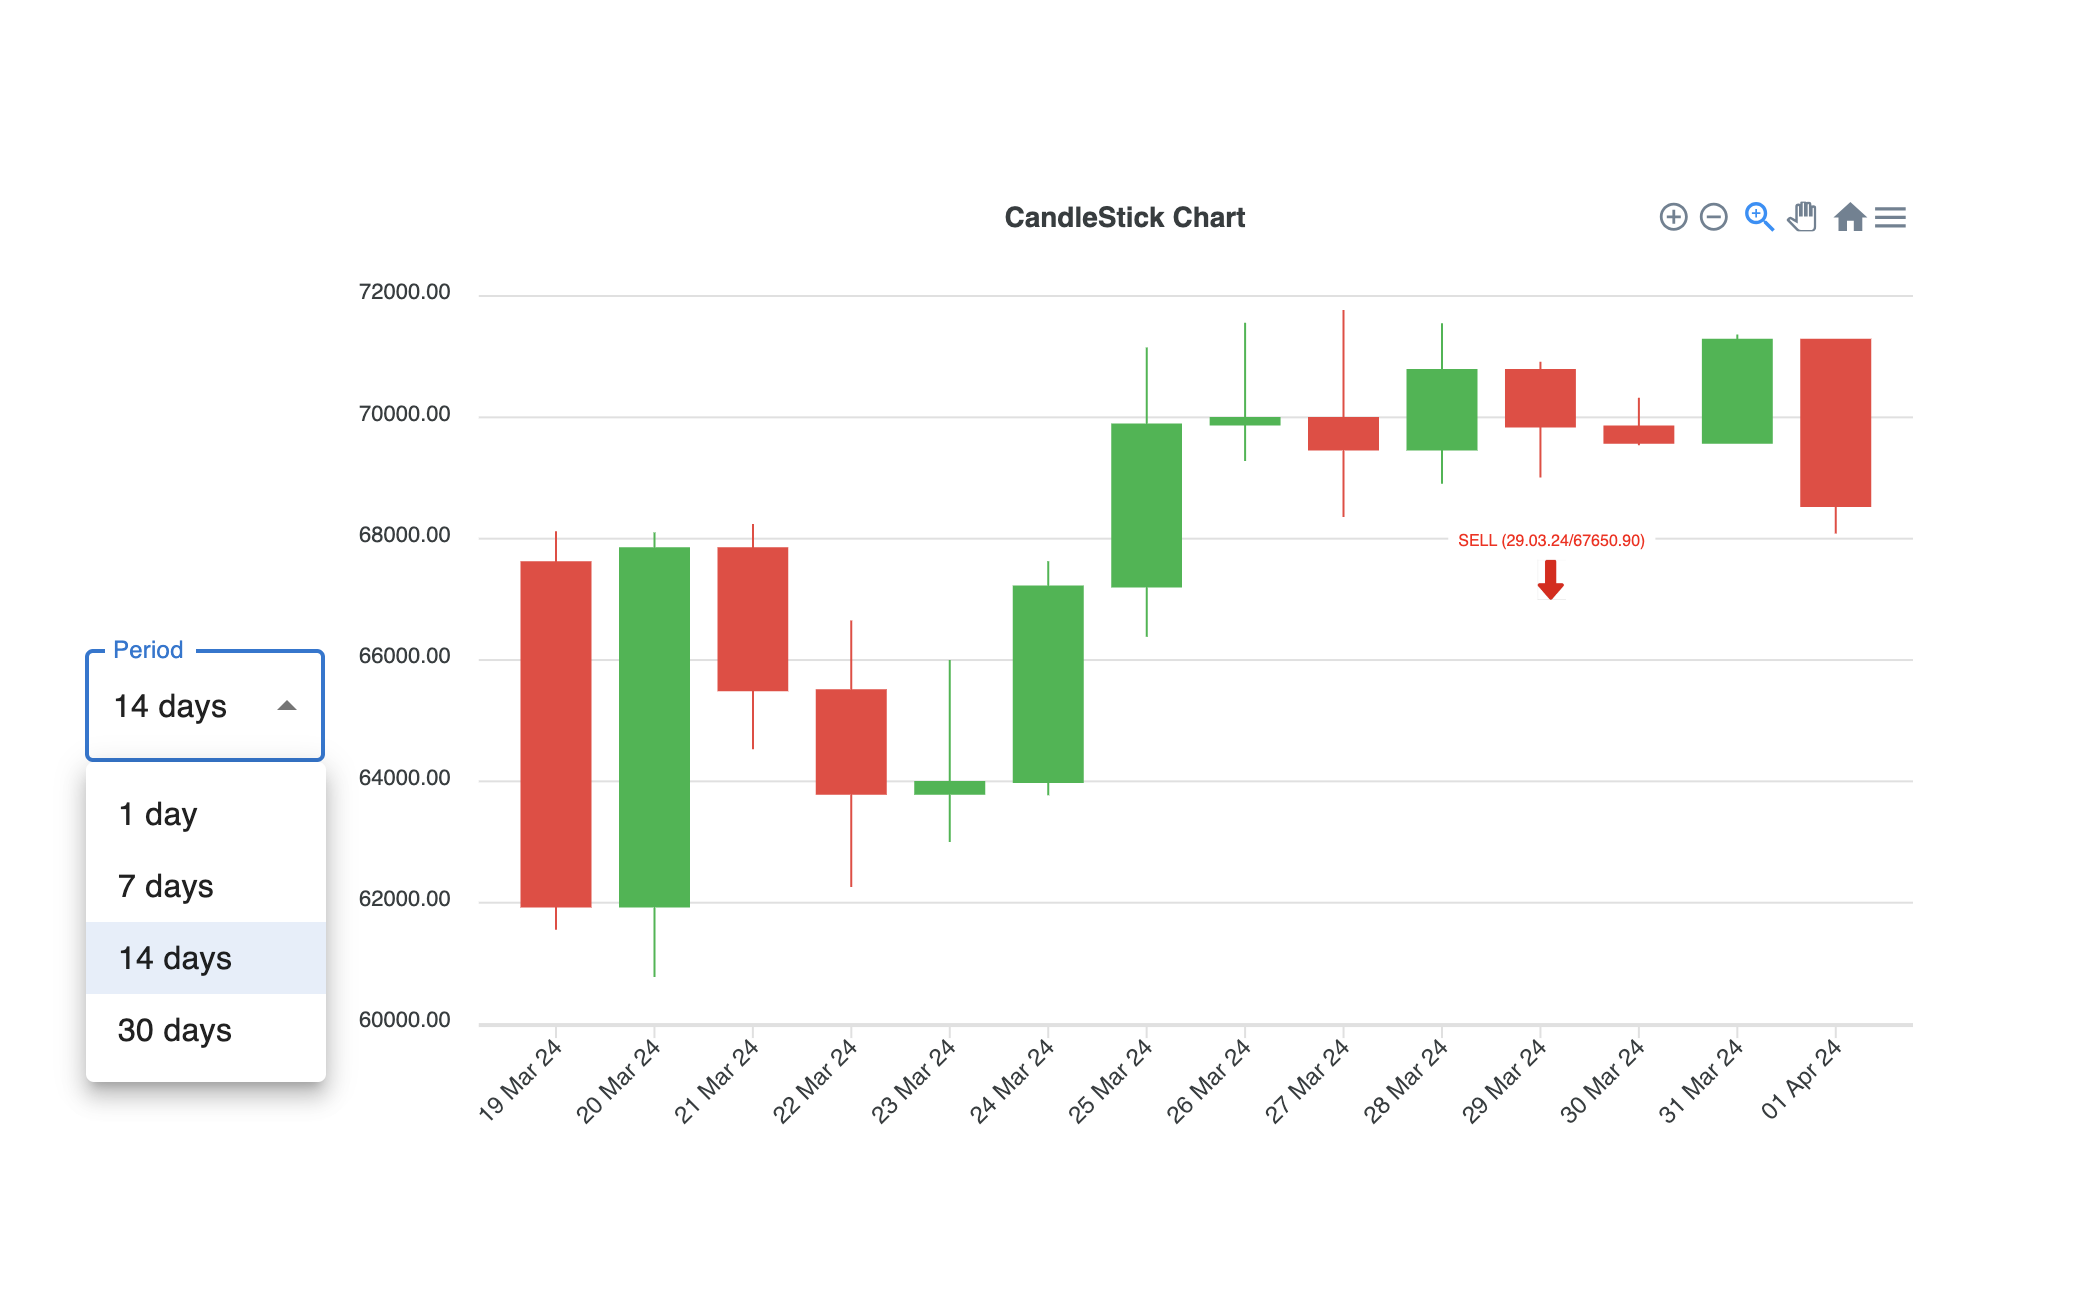 CandleStick Chart
72000.00
70000.00
68000.00
66000.00
64000.00
62000.00
60000.00
SELL (29.03.24/67650.90)
19 Mar 24
20 Mar 24
21 Mar 24
22 Mar 24
23 Mar 24
24 Mar 24
25 Mar 24
26 Mar 24
27 Mar 24
28 Mar 24
29 Mar 24
30 Mar 24
31 Mar 24
01 Apr 24
Period
14 days
1 day
7 days
14 days
30 days